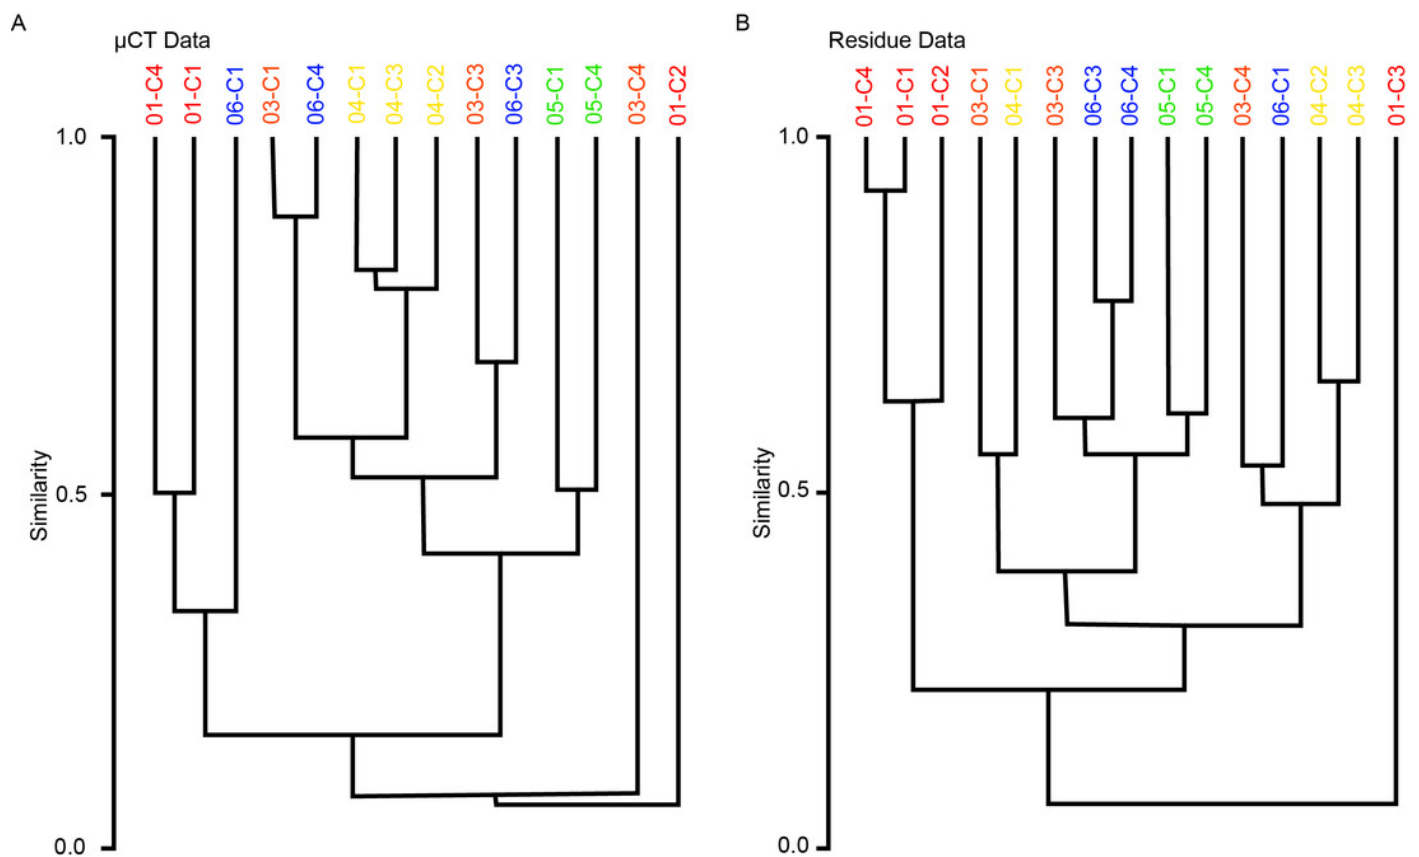 A
µCT Data
01-C4
01-C1
06-C1
03-C1
06-C4
04-C1
04-C3
04-C2
03-C3
06-C3
05-C1
05-C4
03-C4
01-C2
1.0
0.5
0.0
Similarity
B
Residue Data
01-C4
01-C1
01-C2
03-C1
04-C1
03-C3
06-C3
06-C4
05-C1
05-C4
03-C4
06-C1
04-C2
04-C3
01-C3
1.0
0.5
0.0
Similarity